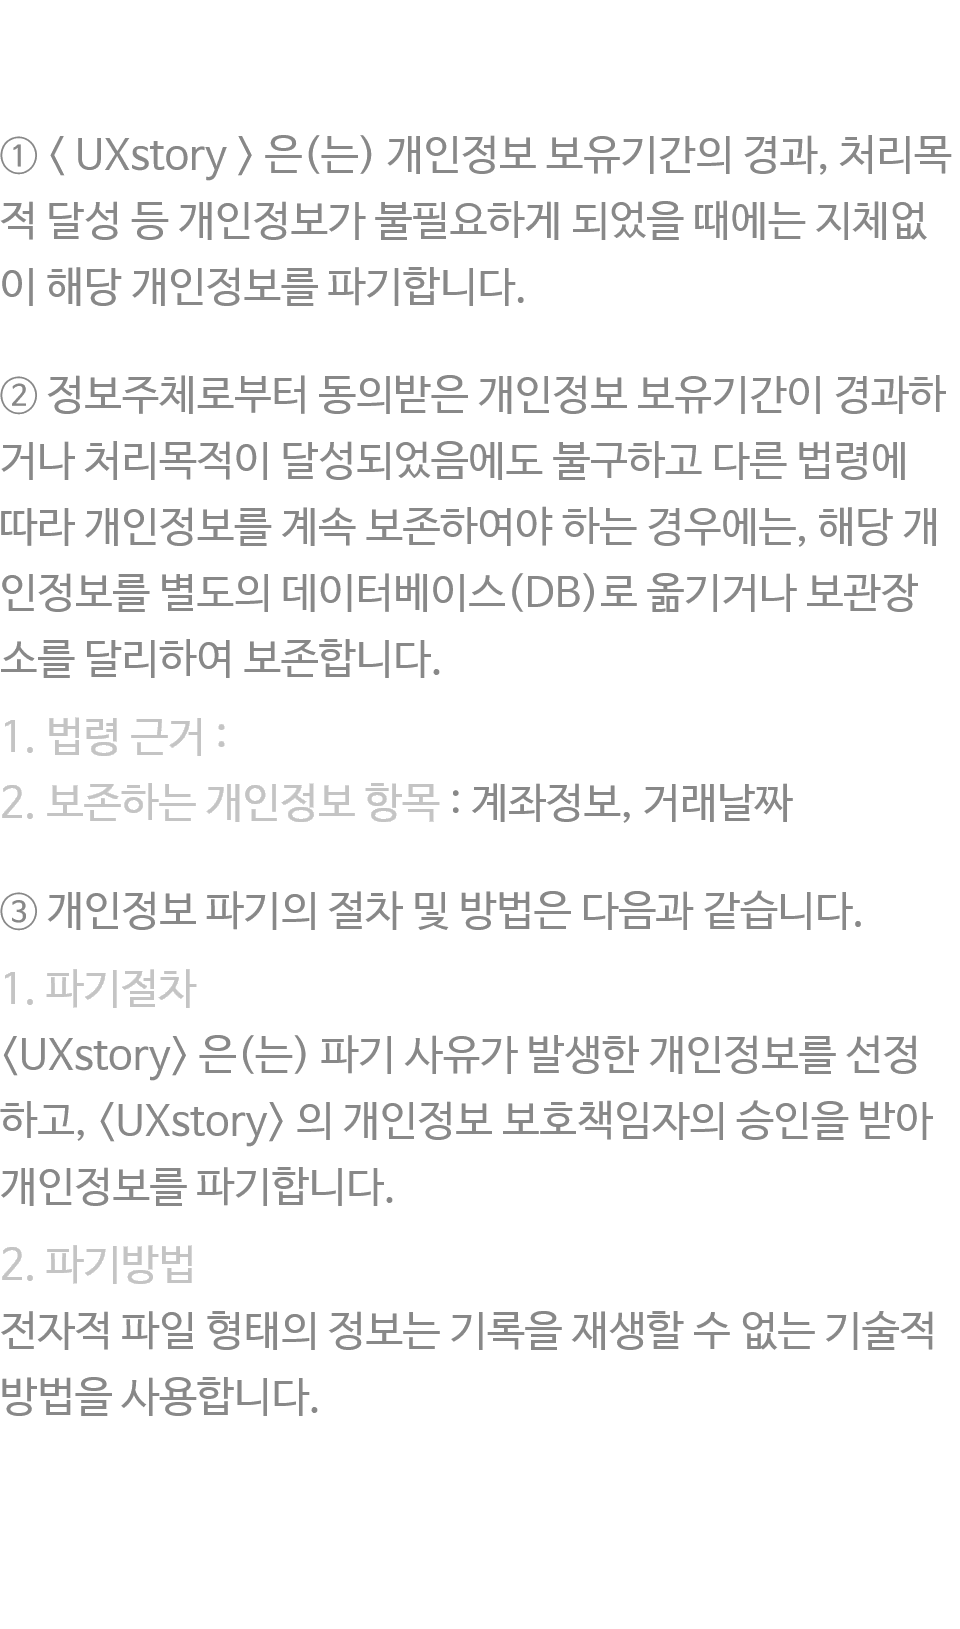 ① < UXstory > 은(는) 개인정보 보유기간의 경과, 처리목
적 달성 등 개인정보가 불필요하게 되었을 때에는 지체없
이 해당 개인정보를 파기합니다.
② 정보주체로부터 동의받은 개인정보 보유기간이 경과하
거나 처리목적이 달성되었음에도 불구하고 다른 법령에
따라 개인정보를 계속 보존하여야 하는 경우에는, 해당 개
인정보를 별도의 데이터베이스(DB)로 옮기거나 보관장
소를 달리하여 보존합니다.
1. 법령 근거 :
2. 보존하는 개인정보 항목 : 계좌정보, 거래날짜
③ 개인정보 파기의 절차 및 방법은 다음과 같습니다.
1. 파기절차
<UXstory> 은(는) 파기 사유가 발생한 개인정보를 선정
하고, <UXstory> 의 개인정보 보호책임자의 승인을 받아
개인정보를 파기합니다.
2. 파기방법
전자적 파일 형태의 정보는 기록을 재생할 수 없는 기술적
방법을 사용합니다.